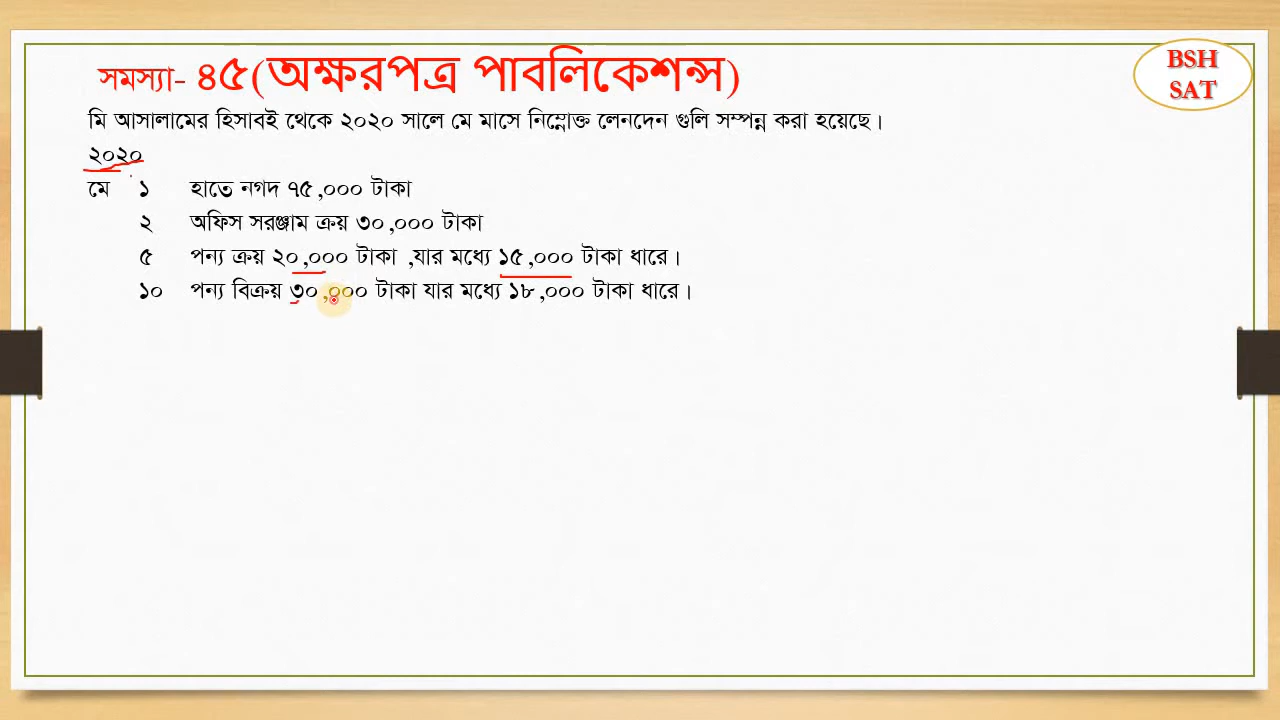 সমস্যা- ৪৫(অক্ষরপত্র পাবলিকেশন্স)
BSH
SAT
মি আসালামের হিসাবই থেকে ২০২০ সালে মে মাসে নিম্নোক্ত লেনদেন গুলি সম্পন্ন করা হয়েছে।
২০২০
মে ১ হাতে নগদ ৭৫,০০০ টাকা
২ অফিস সরঞ্জাম ক্রয় ৩০,০০০ টাকা
৫ পন্য ক্রয় ২০,০০০ টাকা ,যার মধ্যে ১৫,০০০ টাকা ধারে।
১০ পন্য বিক্রয় ৩০,০০০ টাকা যার মধ্যে ১৮,০০০ টাকা ধারে।